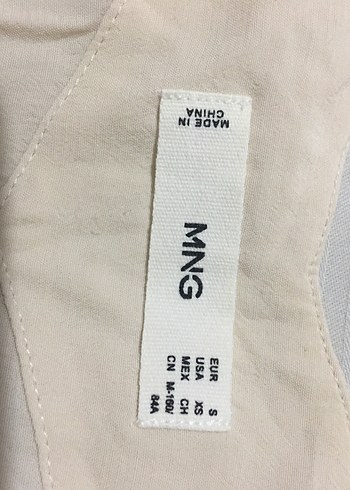 MADE IN
CHINA
MNG
EUR S
USA XS
MEX CH
CN M-160/
84A